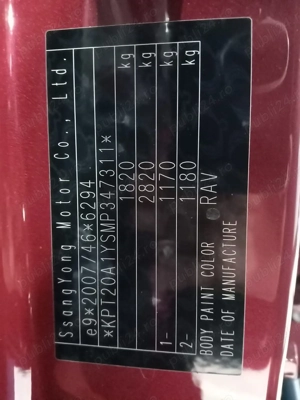 SsangYong Motor Co., Ltd.
e9*2007/46*6294
*KPT20A1YSMP347311*
1820 kg
2820 kg
1- 1170 kg
2- 1180 kg
BODY PAINT COLOR RAV
DATE OF MANUFACTURE